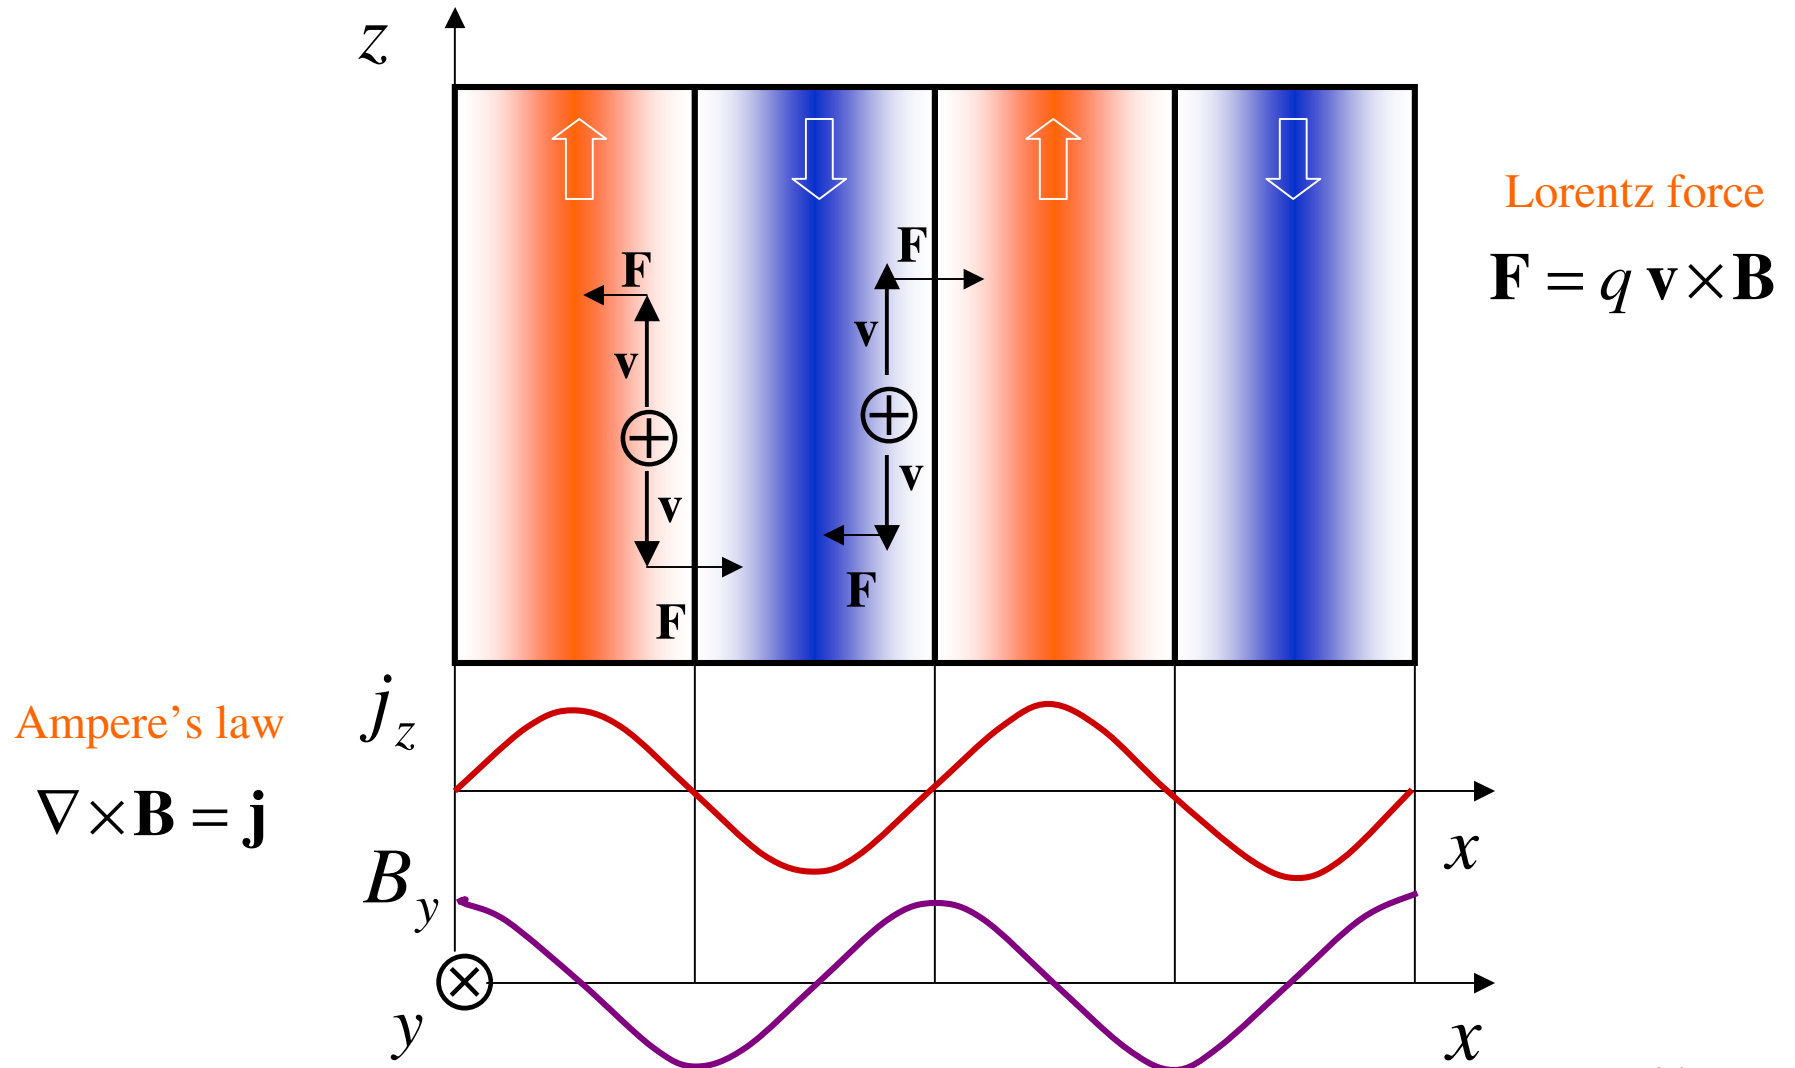 z
Lorentz force
F = q v×B
F
F
v
v
v
v
F
F
j_z
Ampere's law
∇×B = j
x
B_y
y
x